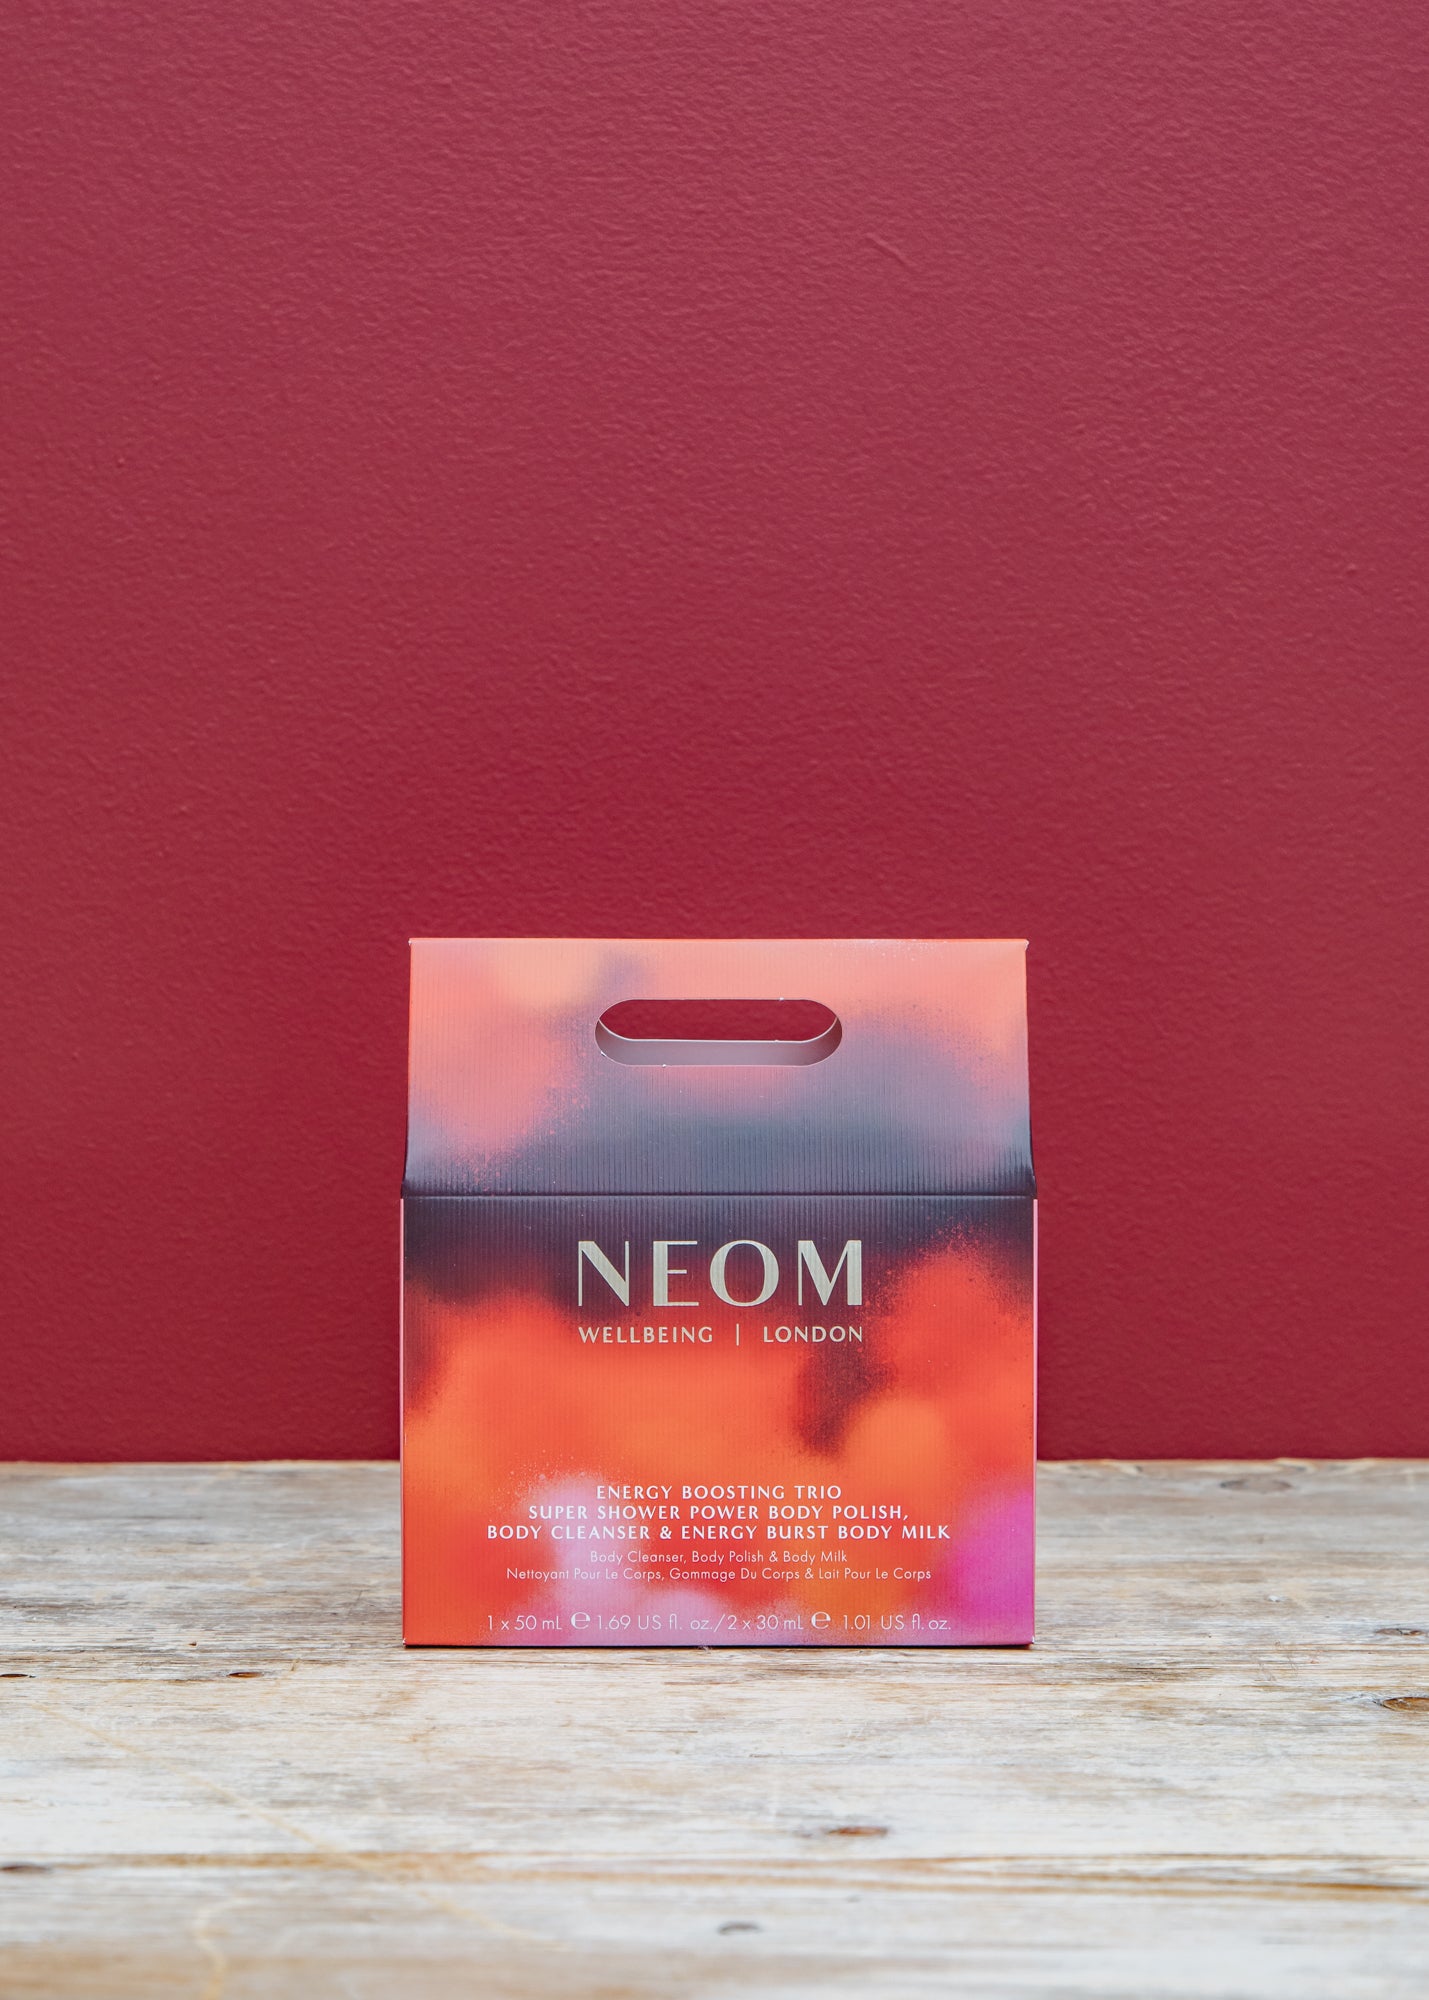 NEOM
WELLBEING | LONDON
ENERGY BOOSTING TRIO
SUPER SHOWER POWER BODY POLISH,
BODY CLEANSER & ENERGY BURST BODY MILK
Body Cleanser, Body Polish & Body Milk
Nettoyant Pour Le Corps, Gommage Du Corps & Lait Pour Le Corps
1 x 50 mL ℮ 1.69 US fl. oz./2 x 30 mL ℮ 1.01 US fl. oz.